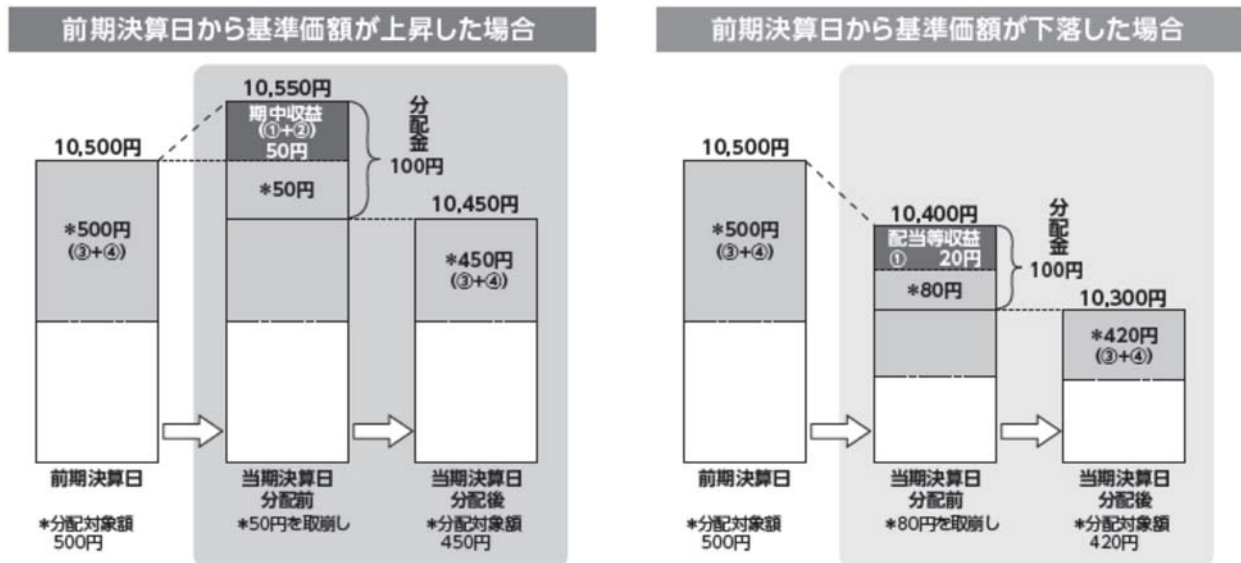 前期決算日から基準価額が上昇した場合
10,500円
*500円
(③+④)
10,550円
期中収益
(①+②)
50円
*50円
分配金
100円
10,450円
*450円
(③+④)
前期決算日
*分配対象額
500円
当期決算日
分配前
*50円を取崩し
当期決算日
分配後
*分配対象額
450円
前期決算日から基準価額が下落した場合
10,500円
*500円
(③+④)
10,400円
配当等収益
① 20円
*80円
分配金
100円
10,300円
*420円
(③+④)
前期決算日
*分配対象額
500円
当期決算日
分配前
*80円を取崩し
当期決算日
分配後
*分配対象額
420円